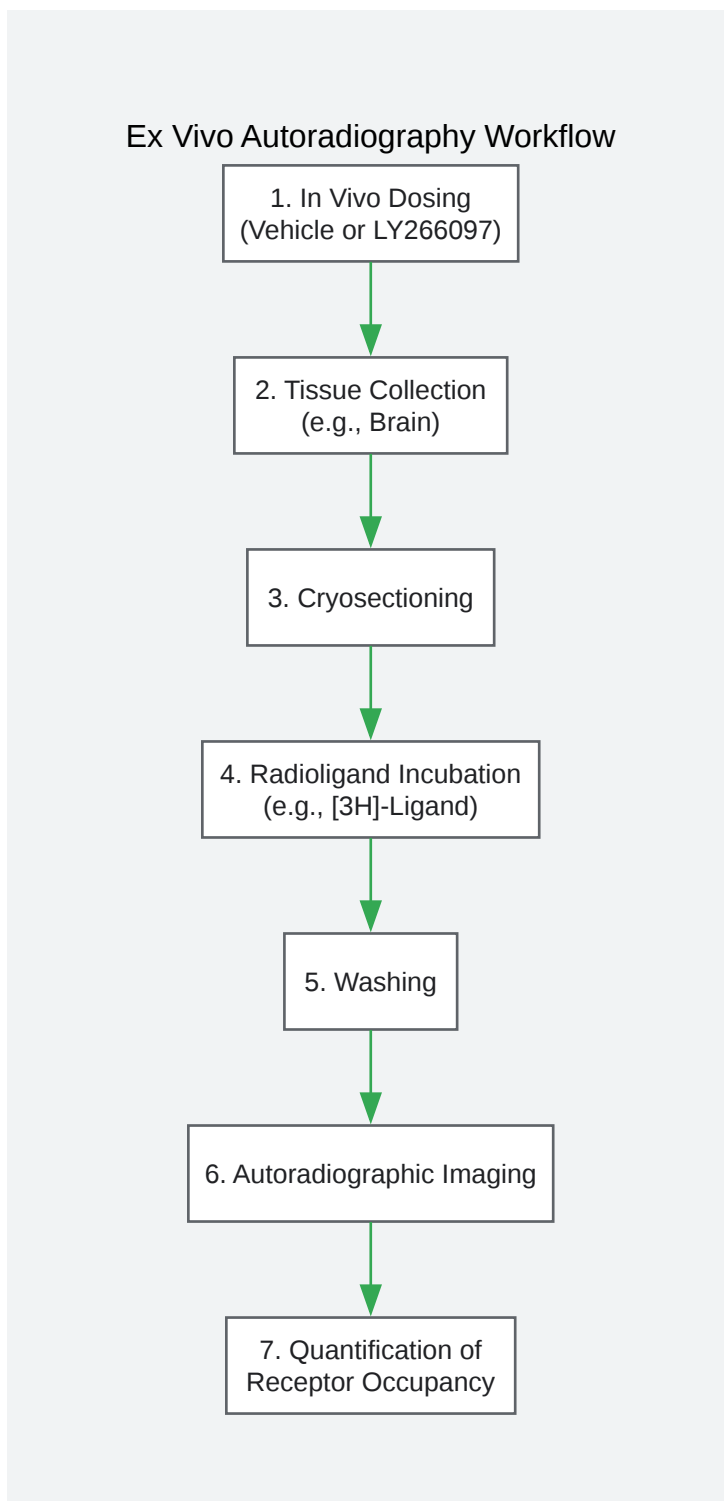 Ex Vivo Autoradiography Workflow
1. In Vivo Dosing
(Vehicle or LY266097)
2. Tissue Collection
(e.g., Brain)
3. Cryosectioning
4. Radioligand Incubation
(e.g., [3H]-Ligand)
5. Washing
6. Autoradiographic Imaging
7. Quantification of
Receptor Occupancy